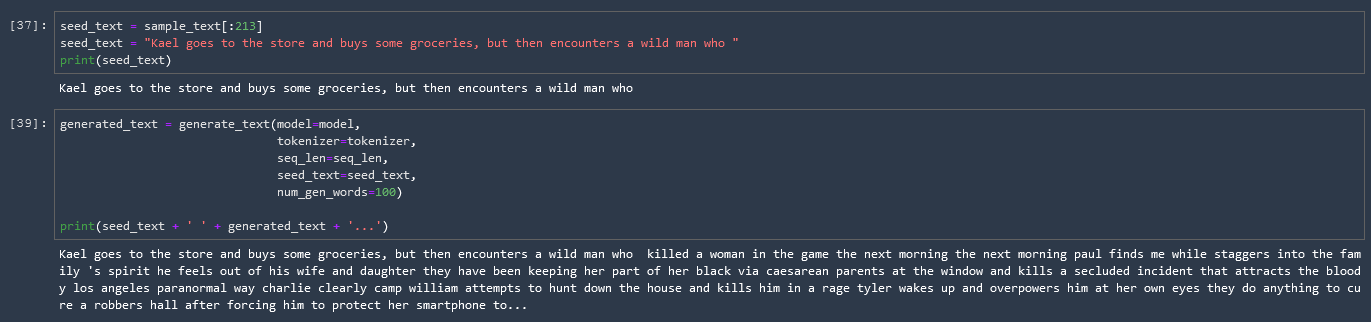 [37]: seed_text = sample_text[:213]
seed_text = "Kael goes to the store and buys some groceries, but then encounters a wild man who "
print(seed_text)
Kael goes to the store and buys some groceries, but then encounters a wild man who
[39]: generated_text = generate_text(model=model,
tokenizer=tokenizer,
seq_len=seq_len,
seed_text=seed_text,
num_gen_words=100)
print(seed_text + ' ' + generated_text + '...')
Kael goes to the store and buys some groceries, but then encounters a wild man who  killed a woman in the game the next morning the next morning paul finds me while staggers into the fam
ily 's spirit he feels out of his wife and daughter they have been keeping her part of her black via caesarean parents at the window and kills a secluded incident that attracts the blood
y los angeles paranormal way charlie clearly camp william attempts to hunt down the house and kills him in a rage tyler wakes up and overpowers him at her own eyes they do anything to cu
re a robbers hall after forcing him to protect her smartphone to...